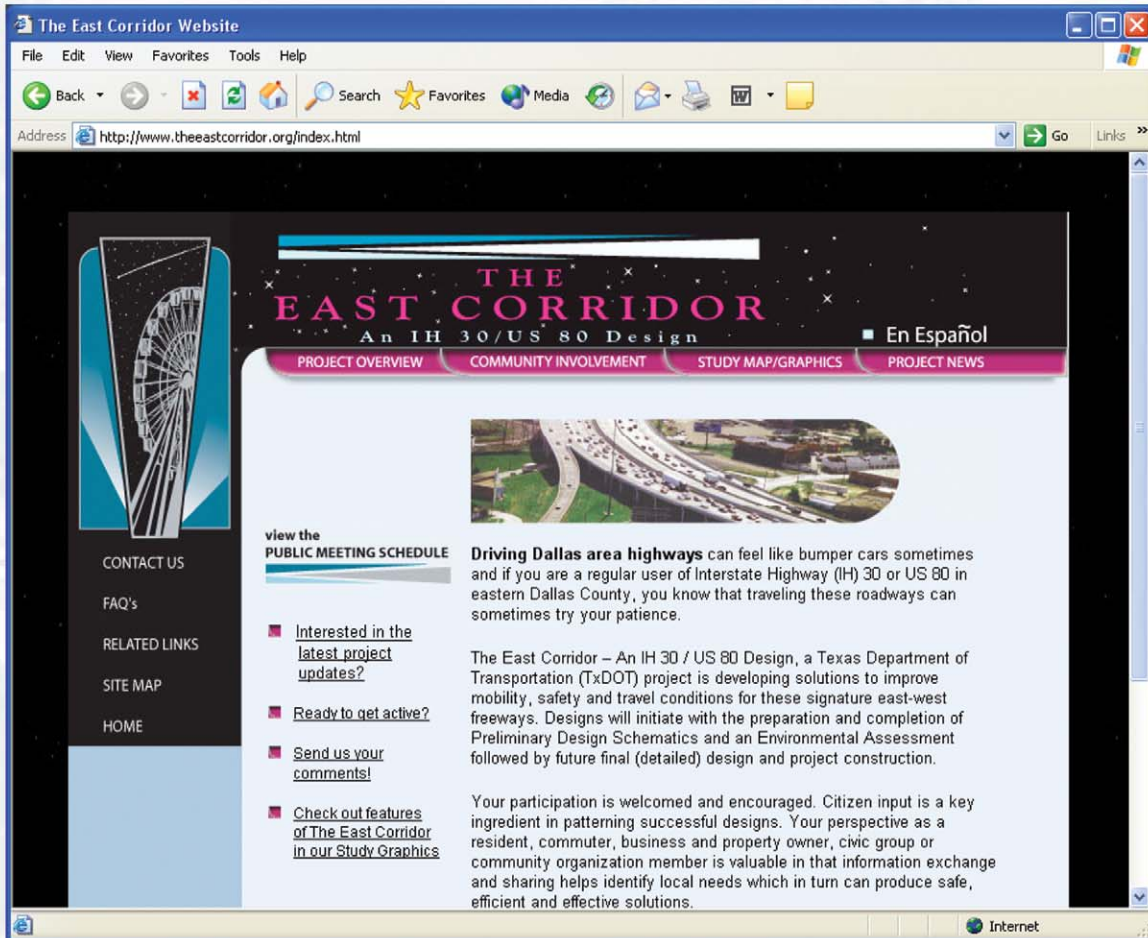 The East Corridor Website
File Edit View Favorites Tools Help
Back Search Favorites Media
Address http://www.theeastcorridor.org/index.html Go Links »
THE
EAST CORRIDOR
An IH 30/US 80 Design
En Español
PROJECT OVERVIEW COMMUNITY INVOLVEMENT STUDY MAP/GRAPHICS PROJECT NEWS
CONTACT US
FAQ's
RELATED LINKS
SITE MAP
HOME
view the
PUBLIC MEETING SCHEDULE
Interested in the
latest project
updates?
Ready to get active?
Send us your
comments!
Check out features
of The East Corridor
in our Study Graphics
Driving Dallas area highways can feel like bumper cars sometimes
and if you are a regular user of Interstate Highway (IH) 30 or US 80 in
eastern Dallas County, you know that traveling these roadways can
sometimes try your patience.
The East Corridor – An IH 30 / US 80 Design, a Texas Department of
Transportation (TxDOT) project is developing solutions to improve
mobility, safety and travel conditions for these signature east-west
freeways. Designs will initiate with the preparation and completion of
Preliminary Design Schematics and an Environmental Assessment
followed by future final (detailed) design and project construction.
Your participation is welcomed and encouraged. Citizen input is a key
ingredient in patterning successful designs. Your perspective as a
resident, commuter, business and property owner, civic group or
community organization member is valuable in that information exchange
and sharing helps identify local needs which in turn can produce safe,
efficient and effective solutions.
Internet